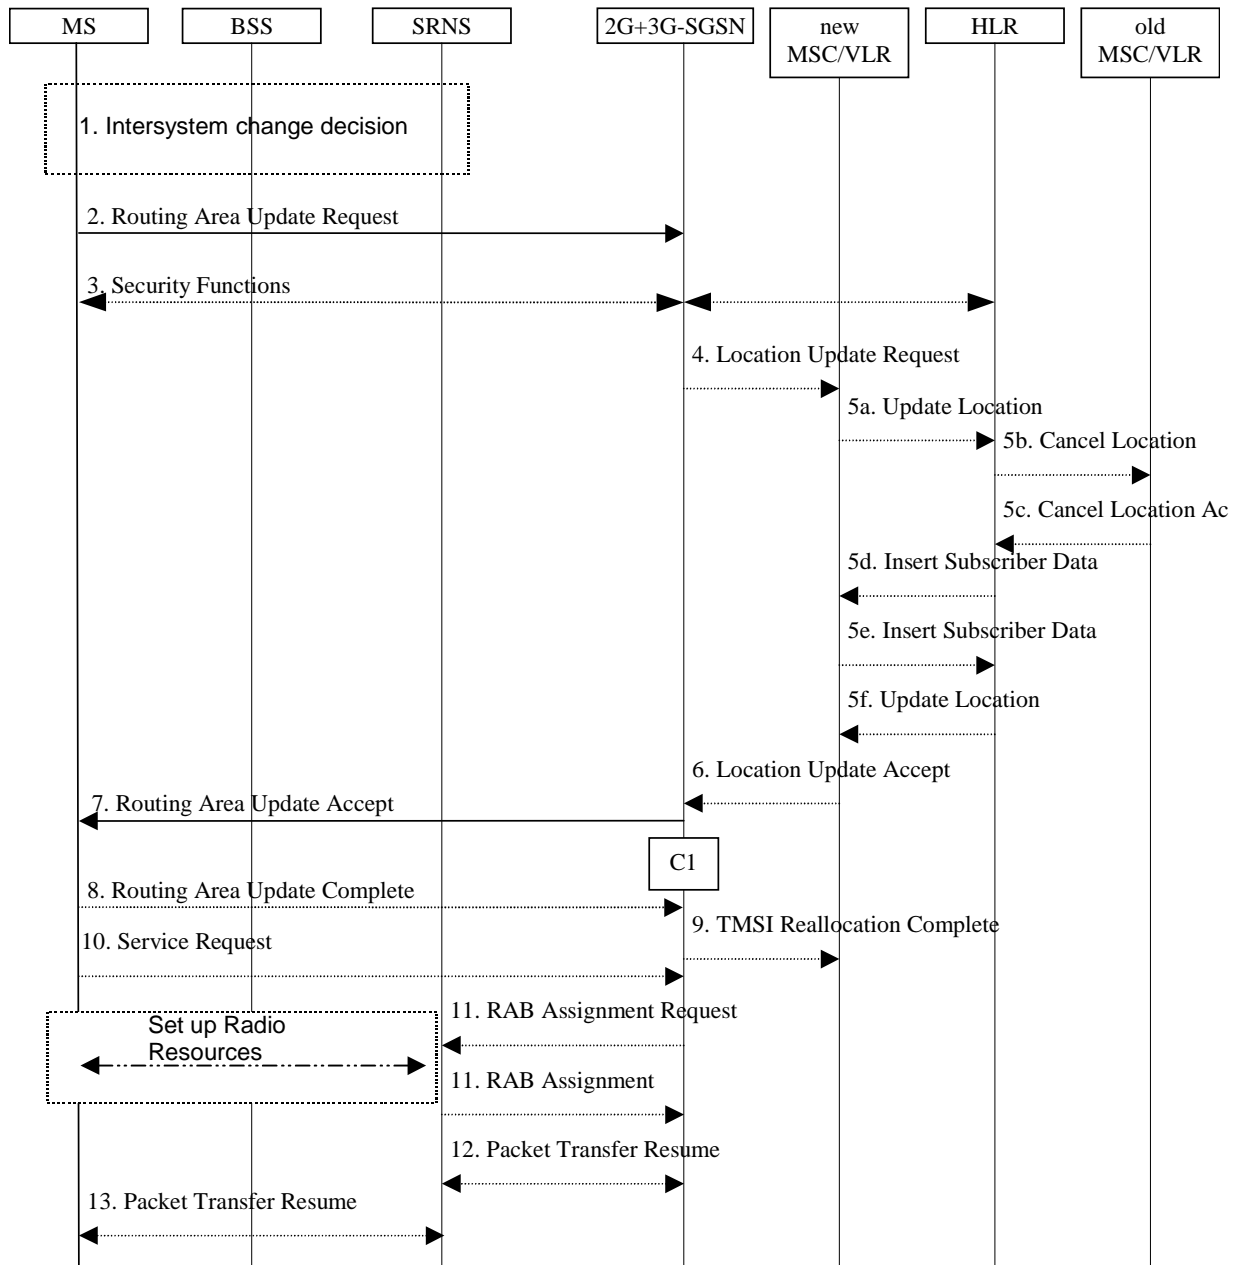 MS
BSS
SRNS
2G+3G-SGSN
new
MSC/VLR
HLR
old
MSC/VLR
1. Intersystem change decision
2. Routing Area Update Request
3. Security Functions
4. Location Update Request
5a. Update Location
5b. Cancel Location
5c. Cancel Location Ac
5d. Insert Subscriber Data
5e. Insert Subscriber Data
5f. Update Location
6. Location Update Accept
7. Routing Area Update Accept
C1
8. Routing Area Update Complete
9. TMSI Reallocation Complete
10. Service Request
11. RAB Assignment Request
Set up Radio
Resources
11. RAB Assignment
12. Packet Transfer Resume
13. Packet Transfer Resume